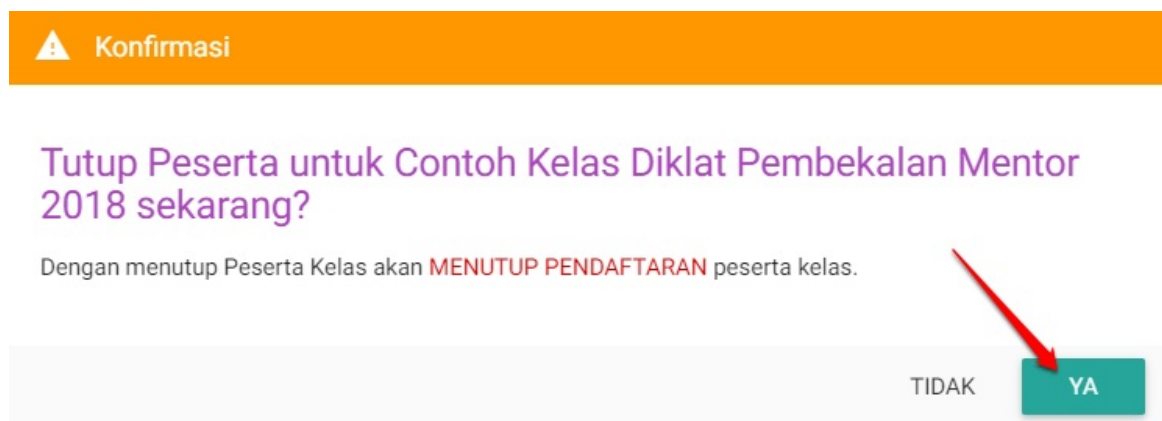 Konfirmasi
Tutup Peserta untuk Contoh Kelas Diklat Pembekalan Mentor
2018 sekarang?
Dengan menutup Peserta Kelas akan MENUTUP PENDAFTARAN peserta kelas.
TIDAK YA